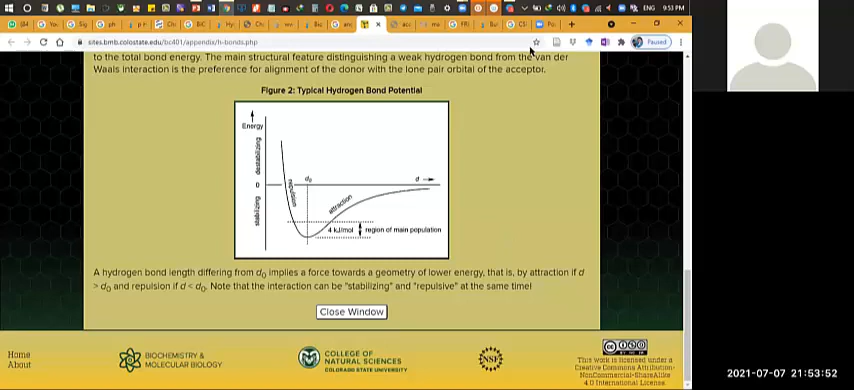 ENG 9:53 PM
sites.bmb.colostate.edu/bc401/appendix/h-bonds.php
Paused
to the total bond energy. The main structural feature distinguishing a weak hydrogen bond from the van der
Waals interaction is the preference for alignment of the donor with the lone pair orbital of the acceptor.
Figure 2: Typical Hydrogen Bond Potential
Energy
destabilizing
0
stabilizing
repulsion
d₀
d
attraction
4 kJ/mol
region of main population
A hydrogen bond length differing from d₀ implies a force towards a geometry of lower energy, that is, by attraction if d
> d₀ and repulsion if d < d₀. Note that the interaction can be "stabilizing" and "repulsive" at the same time!
Close Window
Home
About
BIOCHEMISTRY &
MOLECULAR BIOLOGY
COLLEGE OF
NATURAL SCIENCES
COLORADO STATE UNIVERSITY
NSF
This work is licensed under a
Creative Commons Attribution-
NonCommercial-ShareAlike
4.0 International License.
2021-07-07 21:53:52